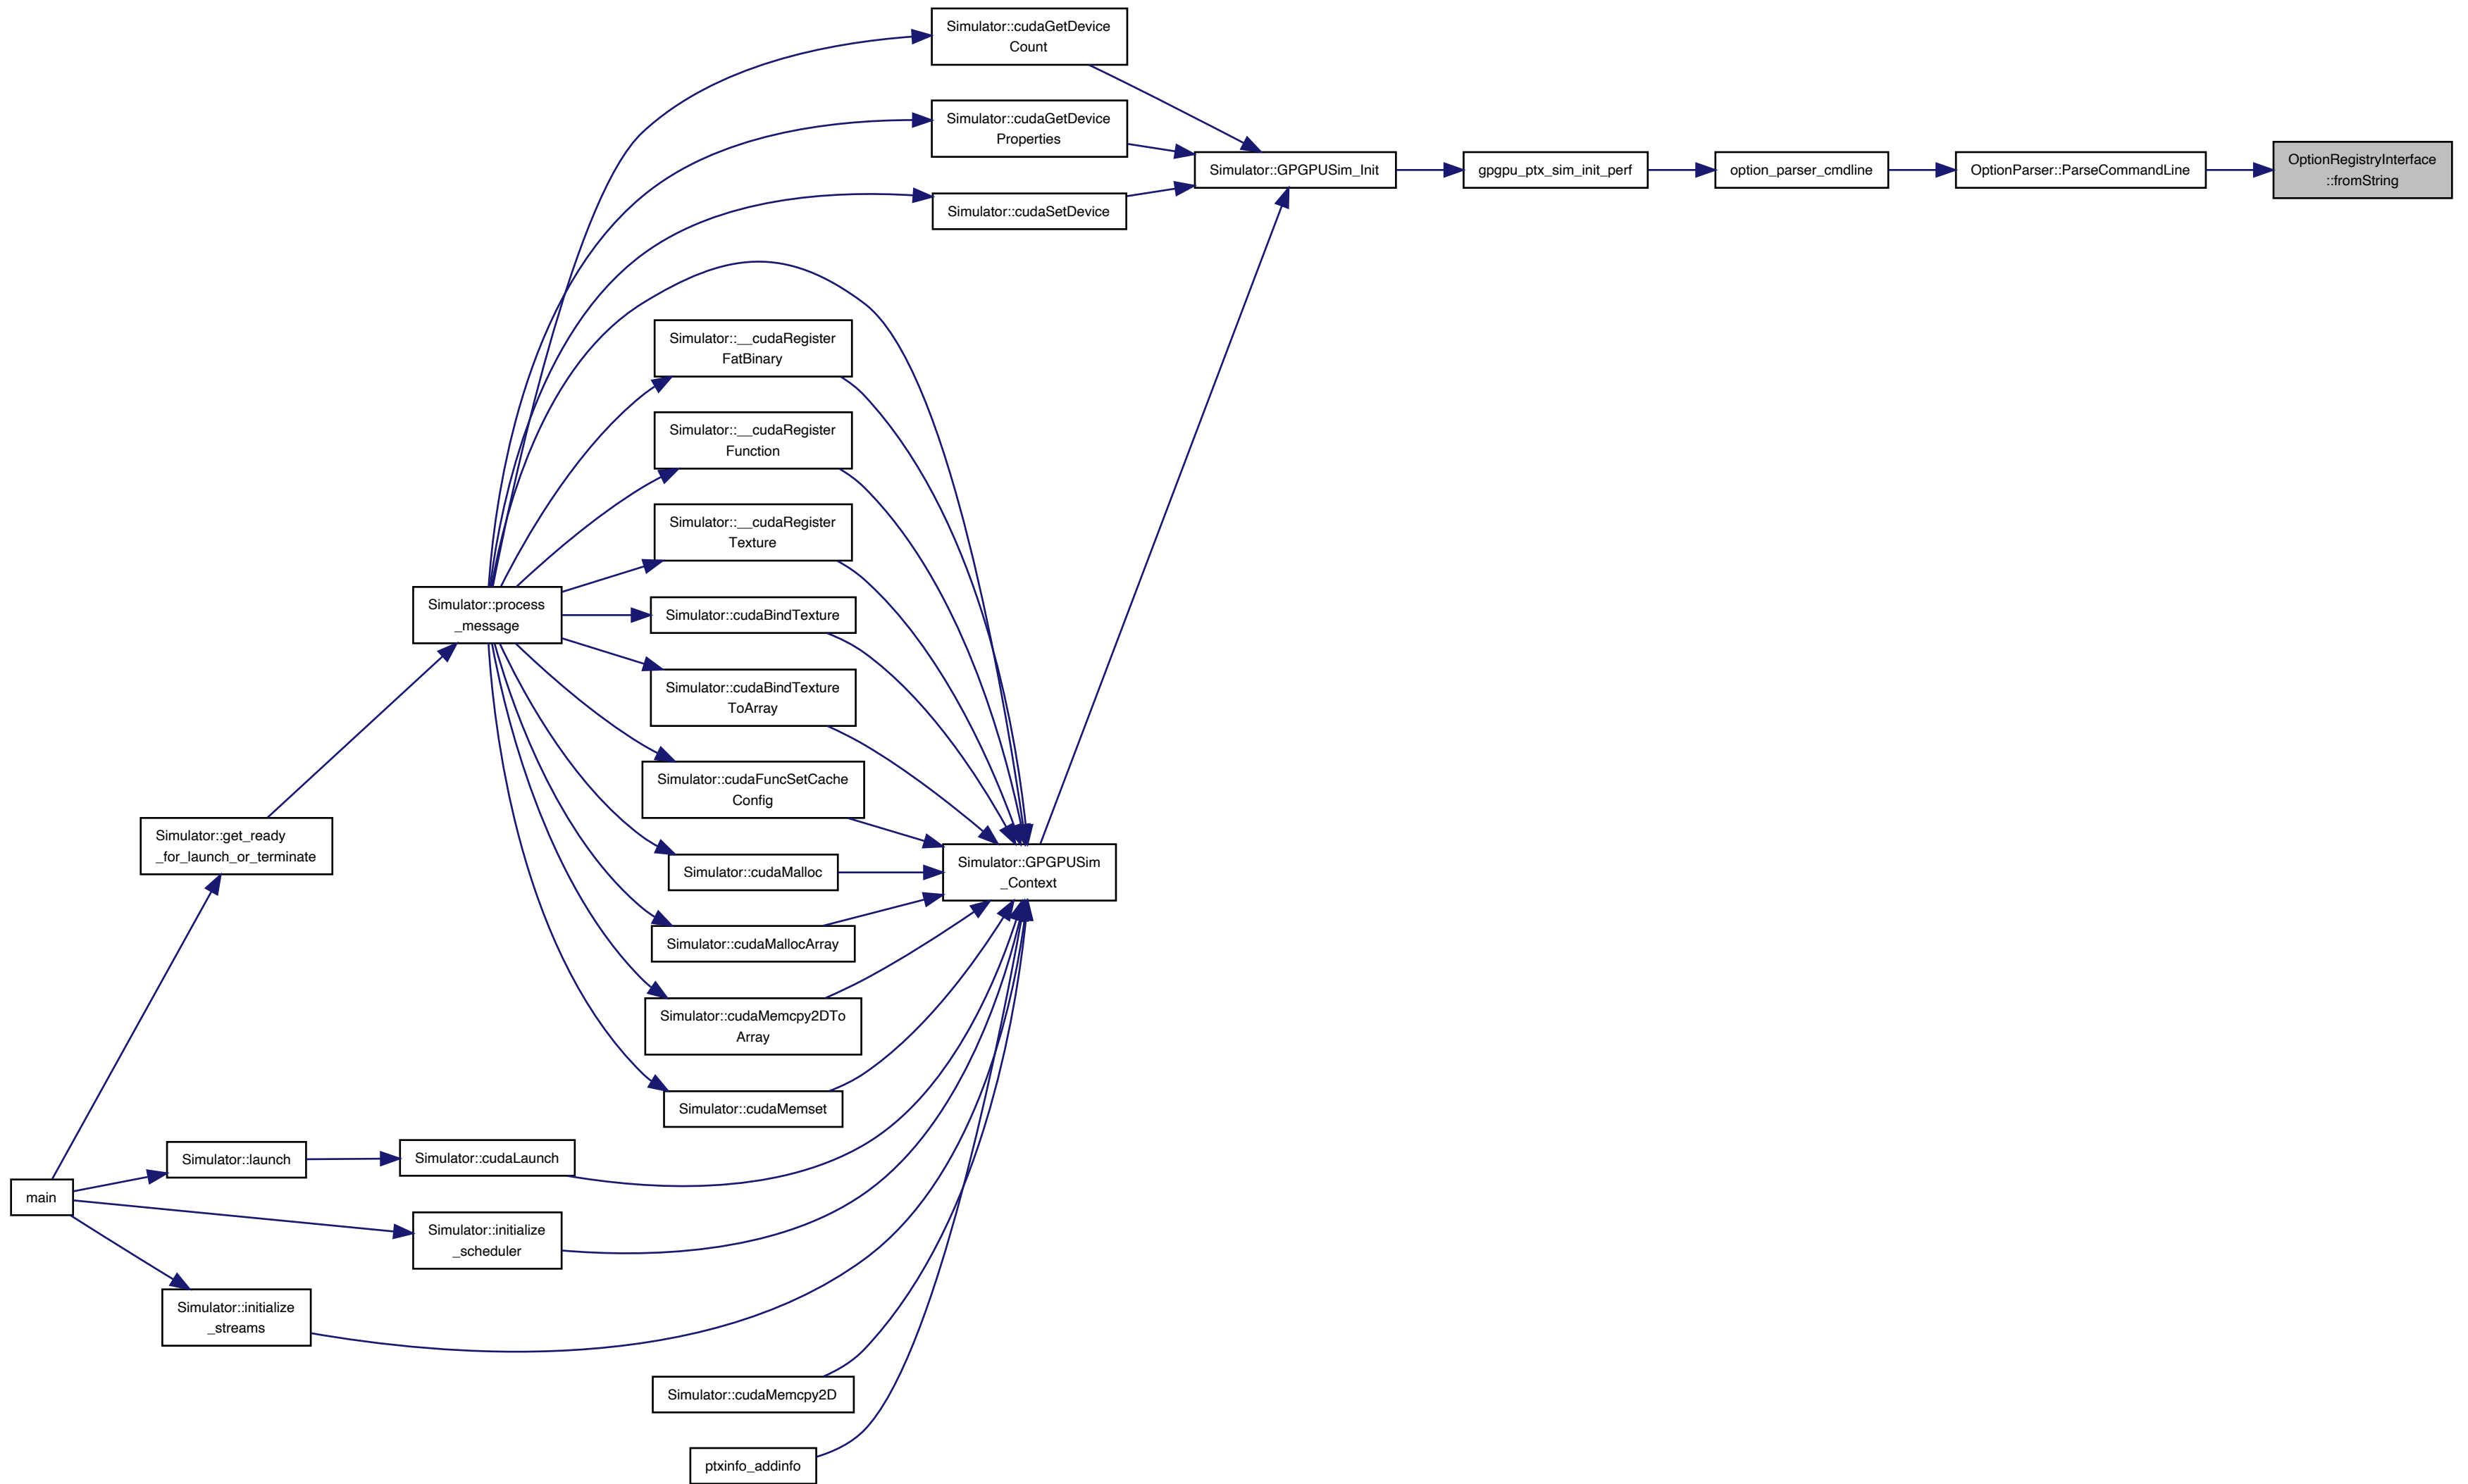 Simulator::cudaGetDevice
Count
Simulator::cudaGetDevice
Properties
Simulator::cudaSetDevice
Simulator::GPGPUSim_Init
gpgpu_ptx_sim_init_perf
option_parser_cmdline
OptionParser::ParseCommandLine
OptionRegistryInterface
::fromString
Simulator::__cudaRegister
FatBinary
Simulator::__cudaRegister
Function
Simulator::__cudaRegister
Texture
Simulator::process
_message
Simulator::cudaBindTexture
Simulator::cudaBindTexture
ToArray
Simulator::cudaFuncSetCache
Config
Simulator::get_ready
_for_launch_or_terminate
Simulator::cudaMalloc
Simulator::GPGPUSim
_Context
Simulator::cudaMallocArray
Simulator::cudaMemcpy2DTo
Array
Simulator::cudaMemset
Simulator::launch
Simulator::cudaLaunch
main
Simulator::initialize
_scheduler
Simulator::initialize
_streams
Simulator::cudaMemcpy2D
ptxinfo_addinfo